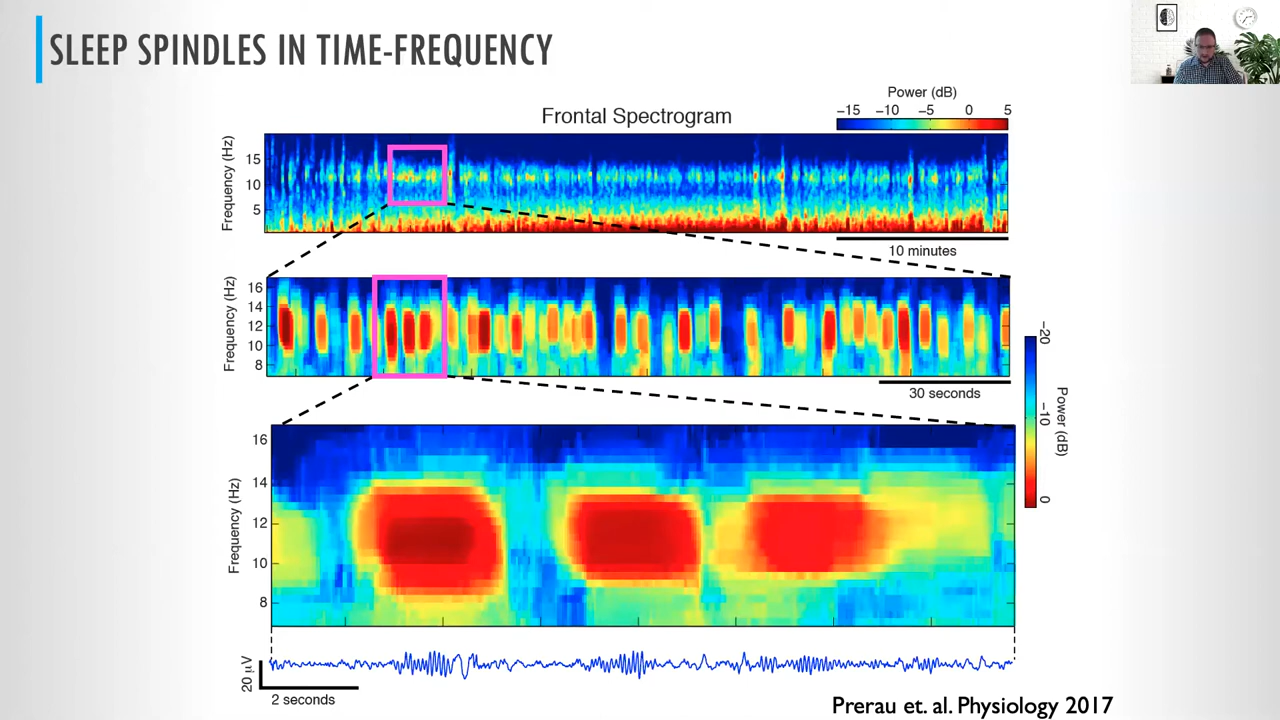 SLEEP SPINDLES IN TIME-FREQUENCY
Power (dB)
−15 −10 −5 0 5
Frontal Spectrogram
Frequency (Hz)
15
10
5
10 minutes
Frequency (Hz)
16
14
12
10
8
30 seconds
Power (dB)
−20
−10
0
Frequency (Hz)
16
14
12
10
8
20 μV
2 seconds
Prerau et. al. Physiology 2017